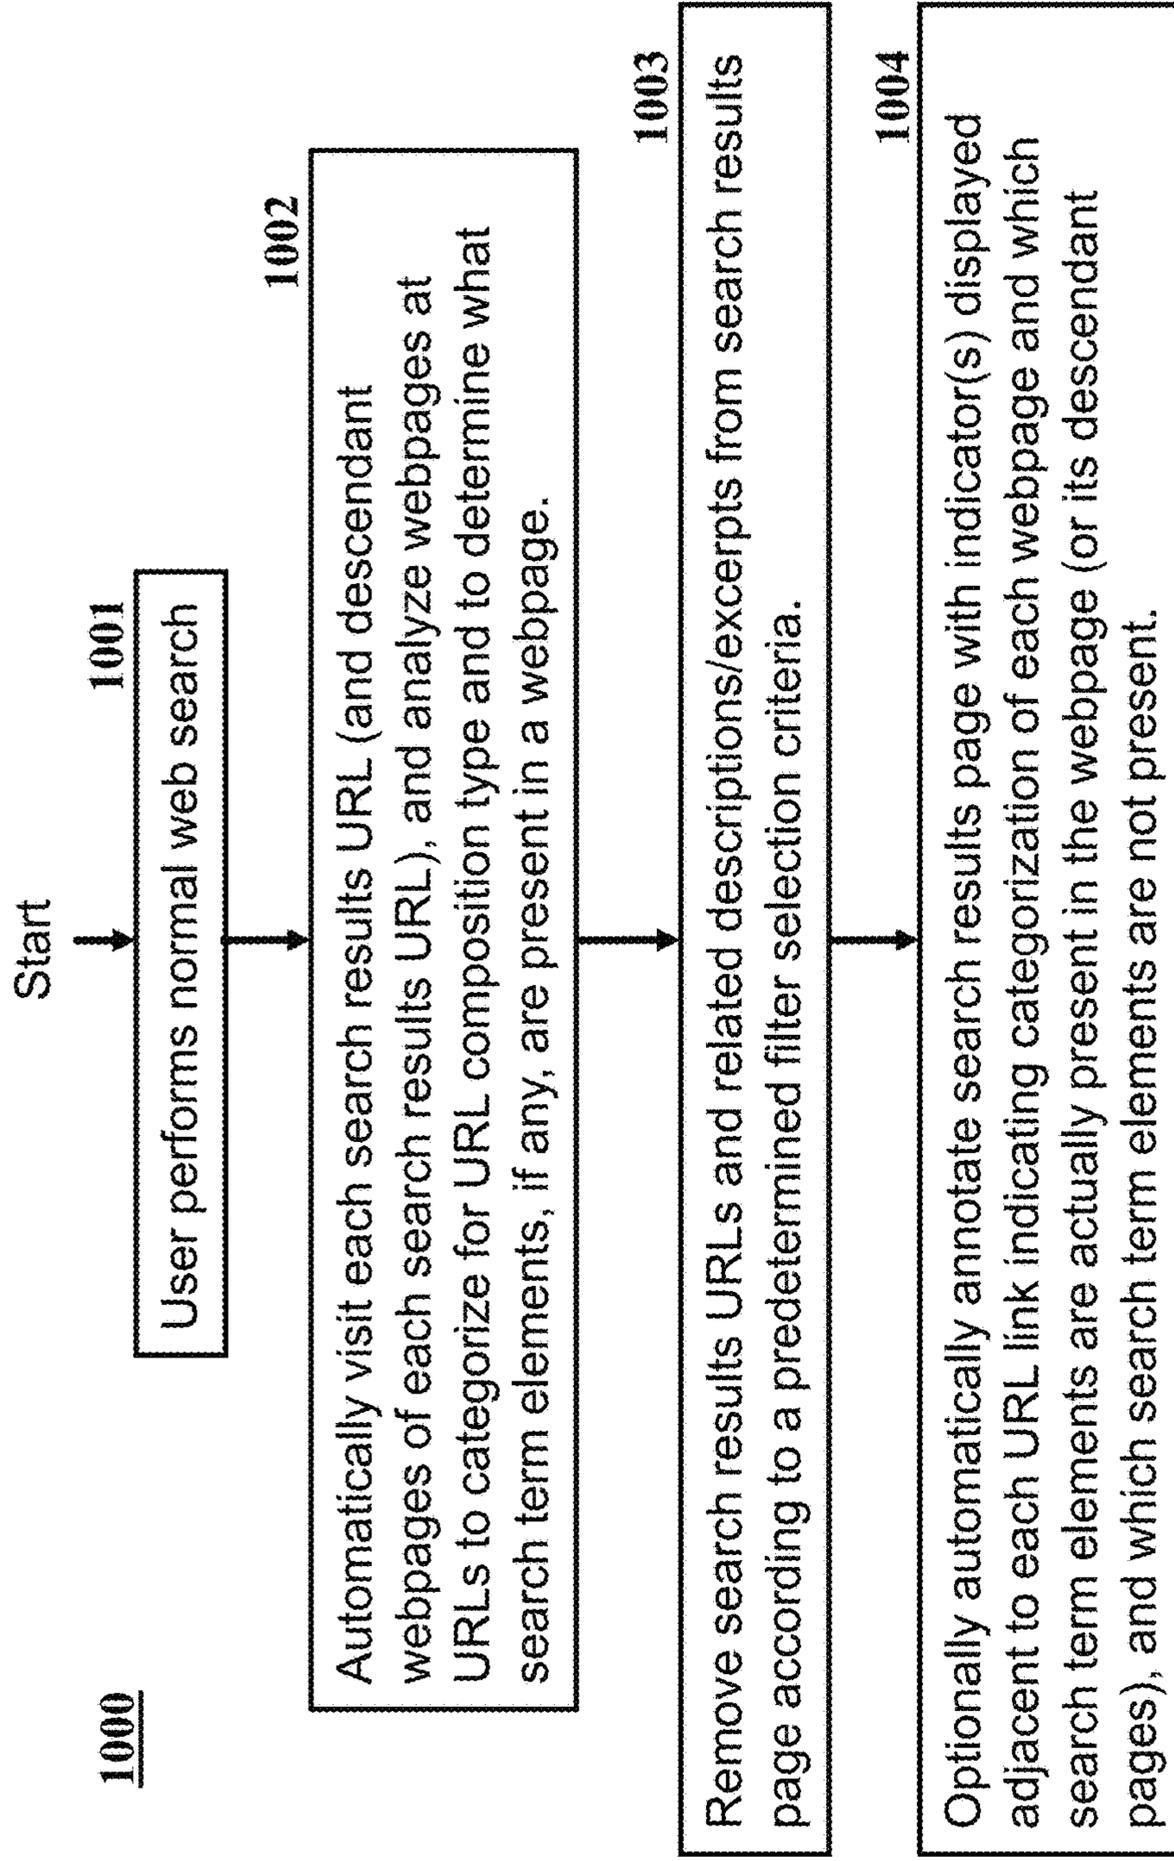 1000
Start
1001
User performs normal web search
1002
Automatically visit each search results URL (and descendant
webpages of each search results URL), and analyze webpages at
URLs to categorize for URL composition type and to determine what
search term elements, if any, are present in a webpage.
1003
Remove search results URLs and related descriptions/excerpts from search results
page according to a predetermined filter selection criteria.
1004
Optionally automatically annotate search results page with indicator(s) displayed
adjacent to each URL link indicating categorization of each webpage and which
search term elements are actually present in the webpage (or its descendant
pages), and which search term elements are not present.